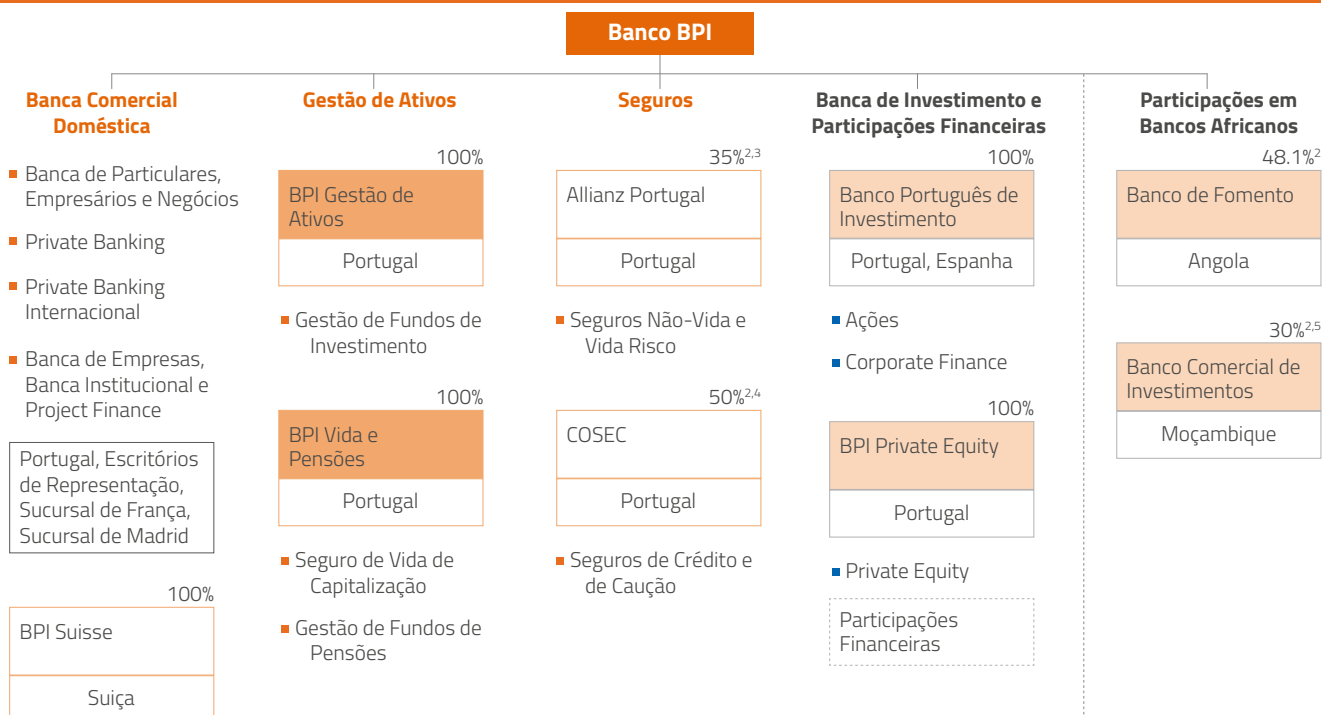 Banco BPI
Banca Comercial
Doméstica
Banca de Particulares,
Empresários e Negócios
Private Banking
Private Banking
Internacional
Banca de Empresas,
Banca Institucional e
Project Finance
Portugal, Escritórios
de Representação,
Sucursal de França,
Sucursal de Madrid
100%
BPI Suisse
Suiça
Gestão de Ativos
100%
BPI Gestão de
Ativos
Portugal
Gestão de Fundos de
Investimento
100%
BPI Vida e
Pensões
Portugal
Seguro de Vida de
Capitalização
Gestão de Fundos de
Pensões
Seguros
35%2,3
Allianz Portugal
Portugal
Seguros Não-Vida e
Vida Risco
50%2,4
COSEC
Portugal
Seguros de Crédito e
de Caução
Banca de Investimento e
Participações Financeiras
100%
Banco Português de
Investimento
Portugal, Espanha
Ações
Corporate Finance
100%
BPI Private Equity
Portugal
Private Equity
Participações
Financeiras
Participações em
Bancos Africanos
48.1%2
Banco de Fomento
Angola
30%2,5
Banco Comercial de
Investimentos
Moçambique